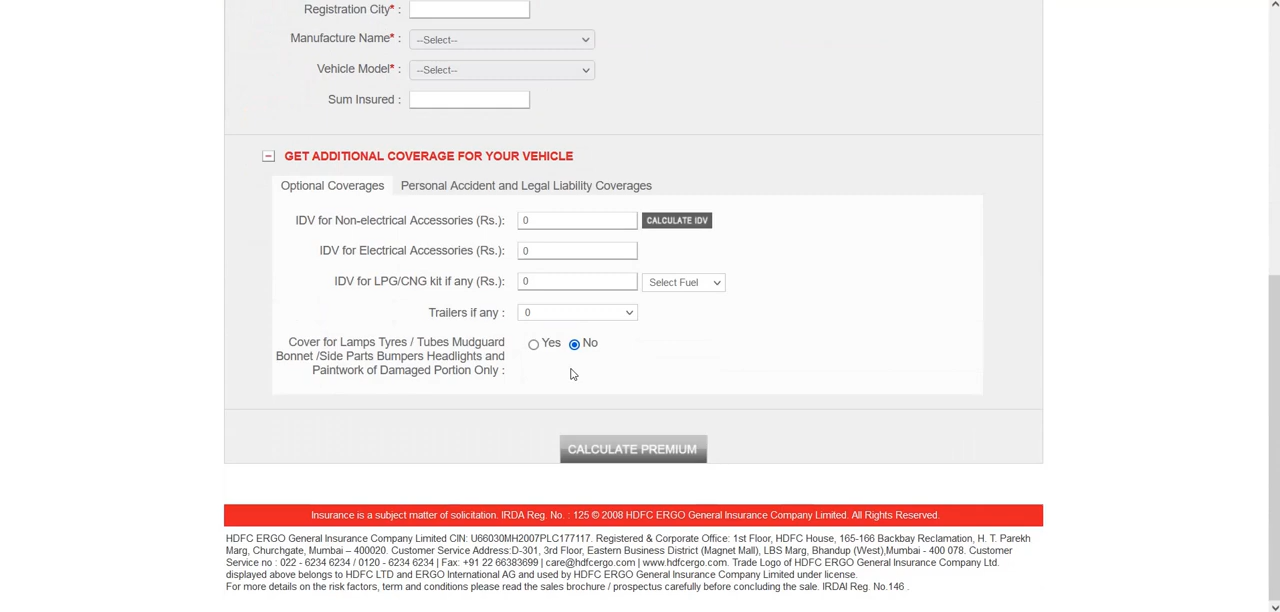 Registration City* :
Manufacture Name* : --Select--
Vehicle Model* : --Select--
Sum Insured :
GET ADDITIONAL COVERAGE FOR YOUR VEHICLE
Optional Coverages Personal Accident and Legal Liability Coverages
IDV for Non-electrical Accessories (Rs.): 0 CALCULATE IDV
IDV for Electrical Accessories (Rs.): 0
IDV for LPG/CNG kit if any (Rs.): 0 Select Fuel
Trailers if any : 0
Cover for Lamps Tyres / Tubes Mudguard Yes No
Bonnet /Side Parts Bumpers Headlights and
Paintwork of Damaged Portion Only :
CALCULATE PREMIUM
Insurance is a subject matter of solicitation. IRDA Reg. No. : 125 © 2008 HDFC ERGO General Insurance Company Limited. All Rights Reserved.
HDFC ERGO General Insurance Company Limited CIN: U66030MH2007PLC177117. Registered & Corporate Office: 1st Floor, HDFC House, 165-166 Backbay Reclamation, H. T. Parekh
Marg, Churchgate, Mumbai – 400020. Customer Service Address:D-301, 3rd Floor, Eastern Business District (Magnet Mall), LBS Marg, Bhandup (West),Mumbai - 400 078. Customer
Service no : 022 - 6234 6234 / 0120 - 6234 6234 | Fax: +91 22 66383699 | care@hdfcergo.com | www.hdfcergo.com. Trade Logo of HDFC ERGO General Insurance Company Ltd.
displayed above belongs to HDFC LTD and ERGO International AG and used by HDFC ERGO General Insurance Company Limited under license.
For more details on the risk factors, term and conditions please read the sales brochure / prospectus carefully before concluding the sale. IRDAI Reg. No.146 .